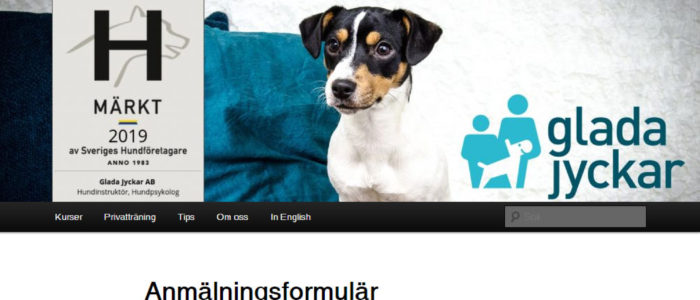 H
MÄRKT
2019
av Sveriges Hundföretagare
ANNO 1983
Glada Jyckar AB
Hundinstruktör, Hundpsykolog
glada
jyckar
Kurser Privatträning Tips Om oss In English
Sök
Anmälningsformulär